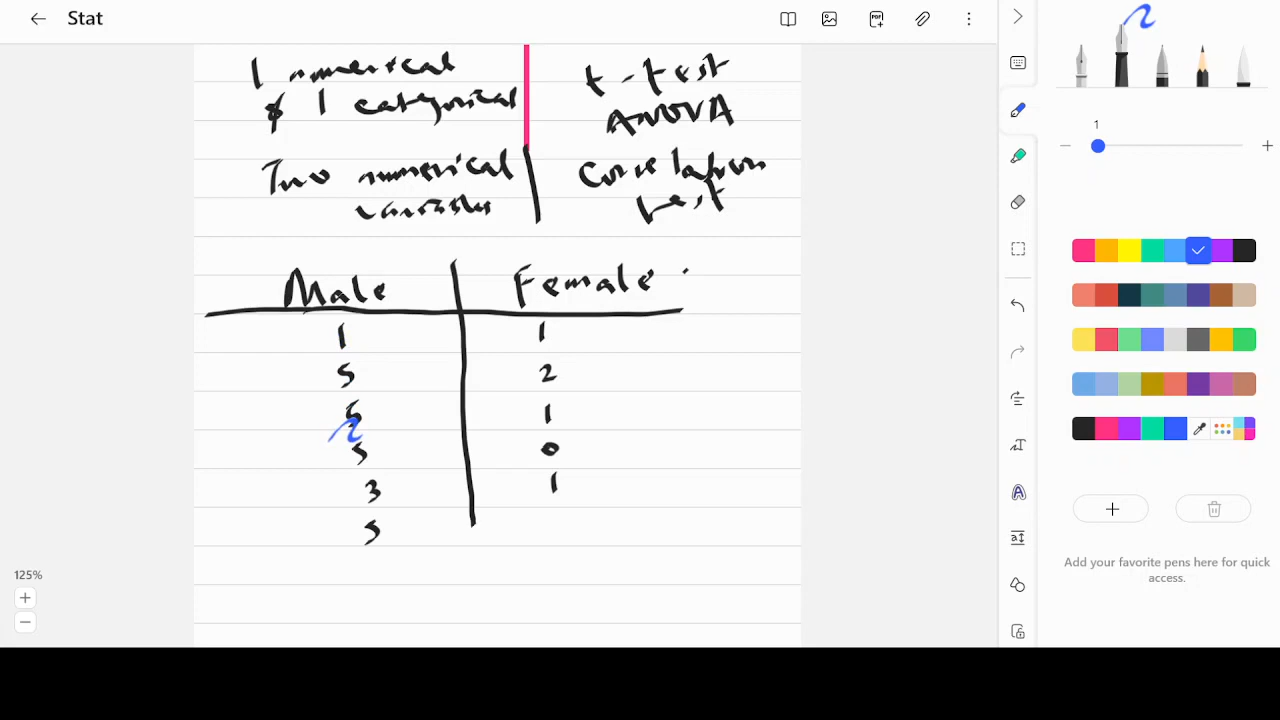 Stat
1 numerical
& 1 categorical
t-test
ANOVA
Two numerical
variables
Correlation
test
Male
Female
1
1
5
2
6
1
5
0
3
1
5
125%
1
Add your favorite pens here for quick
access.